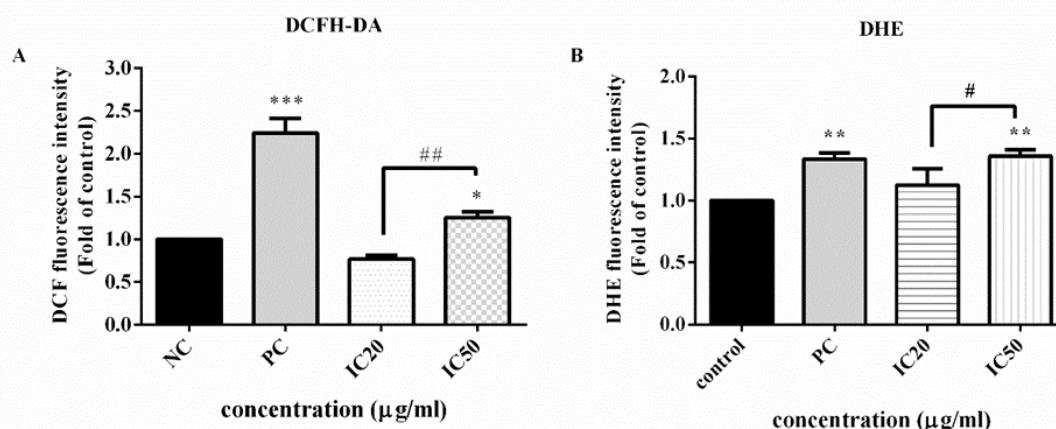 DCFH-DA
A
DCF fluorescence intensity
(Fold of control)
3.0
2.5
2.0
1.5
1.0
0.5
0.0
***
##
*
NC
PC
IC20
IC50
concentration (μg/ml)
DHE
B
DHE fluorescence intensity
(Fold of control)
2.0
1.5
1.0
0.5
0.0
**
#
**
control
PC
IC20
IC50
concentration (μg/ml)